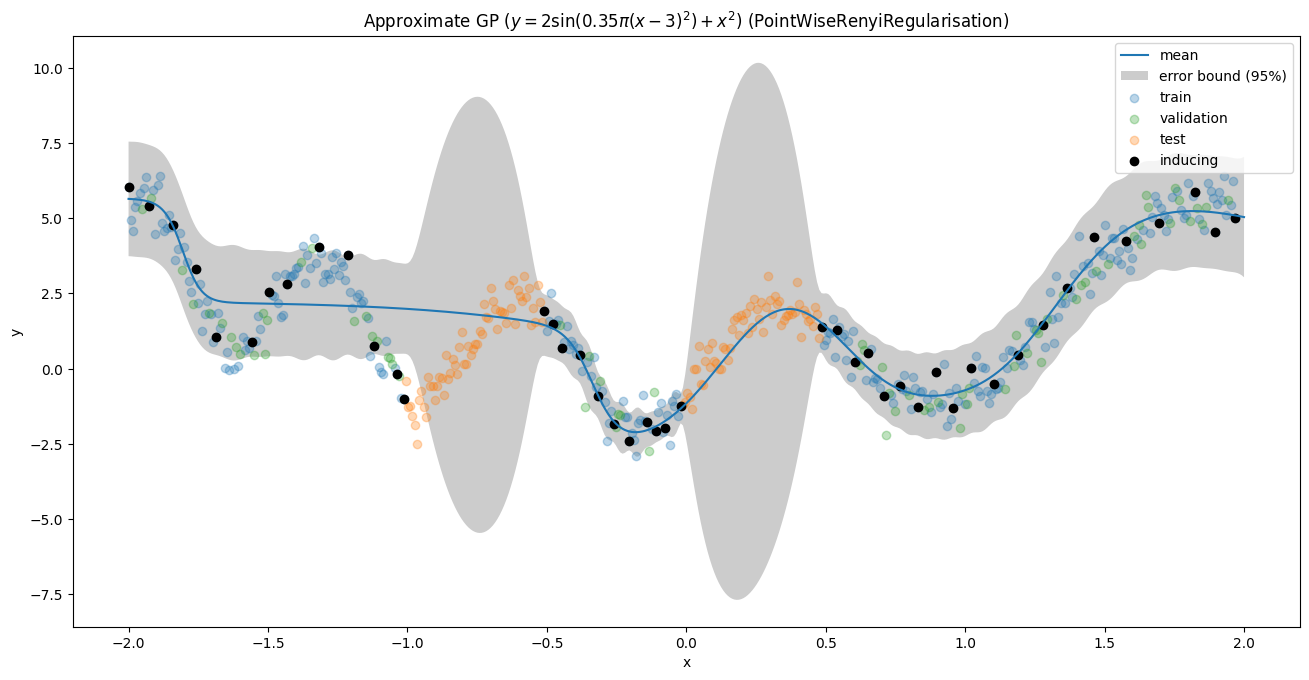 Approximate GP (y = 2sin(0.35π(x − 3)²) + x²) (PointWiseRenyiRegularisation)
mean
error bound (95%)
train
validation
test
inducing
10.0
7.5
5.0
2.5
0.0
−2.5
−5.0
−7.5
y
−2.0 −1.5 −1.0 −0.5 0.0 0.5 1.0 1.5 2.0
x